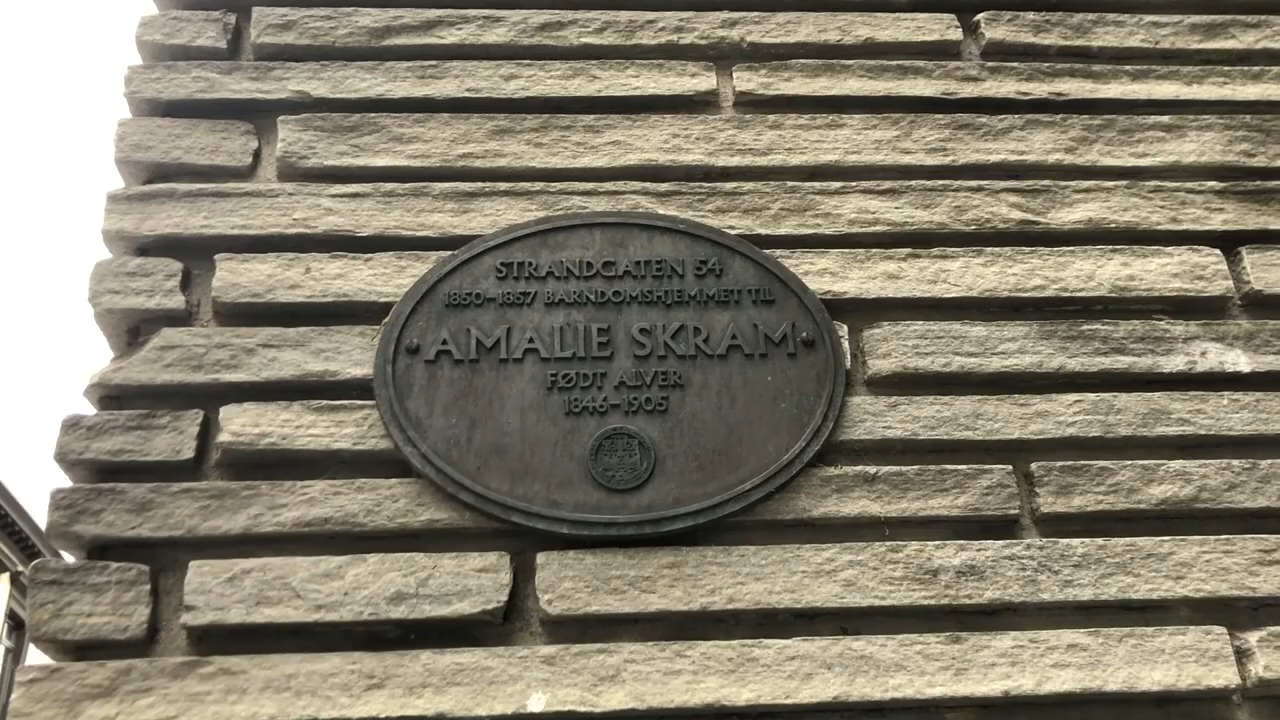 STRANDGATEN 54
1850-1857 BARNDOMSHJEMMET TIL
AMALIE SKRAM
FØDT ALVER
1846-1905